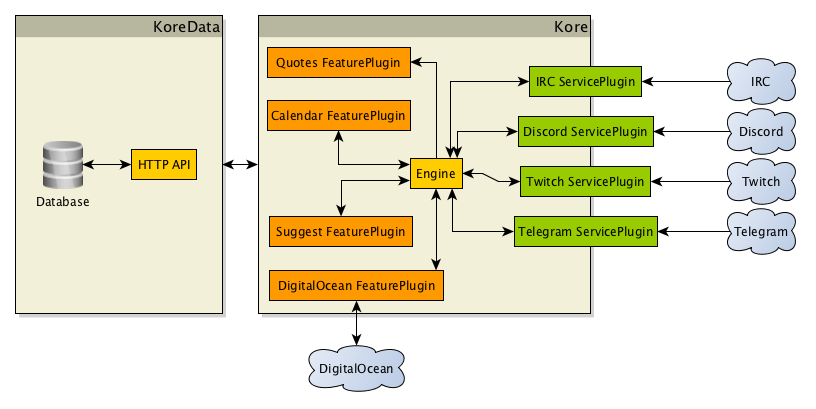 KoreData
Kore
Quotes FeaturePlugin
IRC ServicePlugin
IRC
Calendar FeaturePlugin
Discord ServicePlugin
Discord
HTTP API
Database
Engine
Twitch ServicePlugin
Twitch
Suggest FeaturePlugin
Telegram ServicePlugin
Telegram
DigitalOcean FeaturePlugin
DigitalOcean